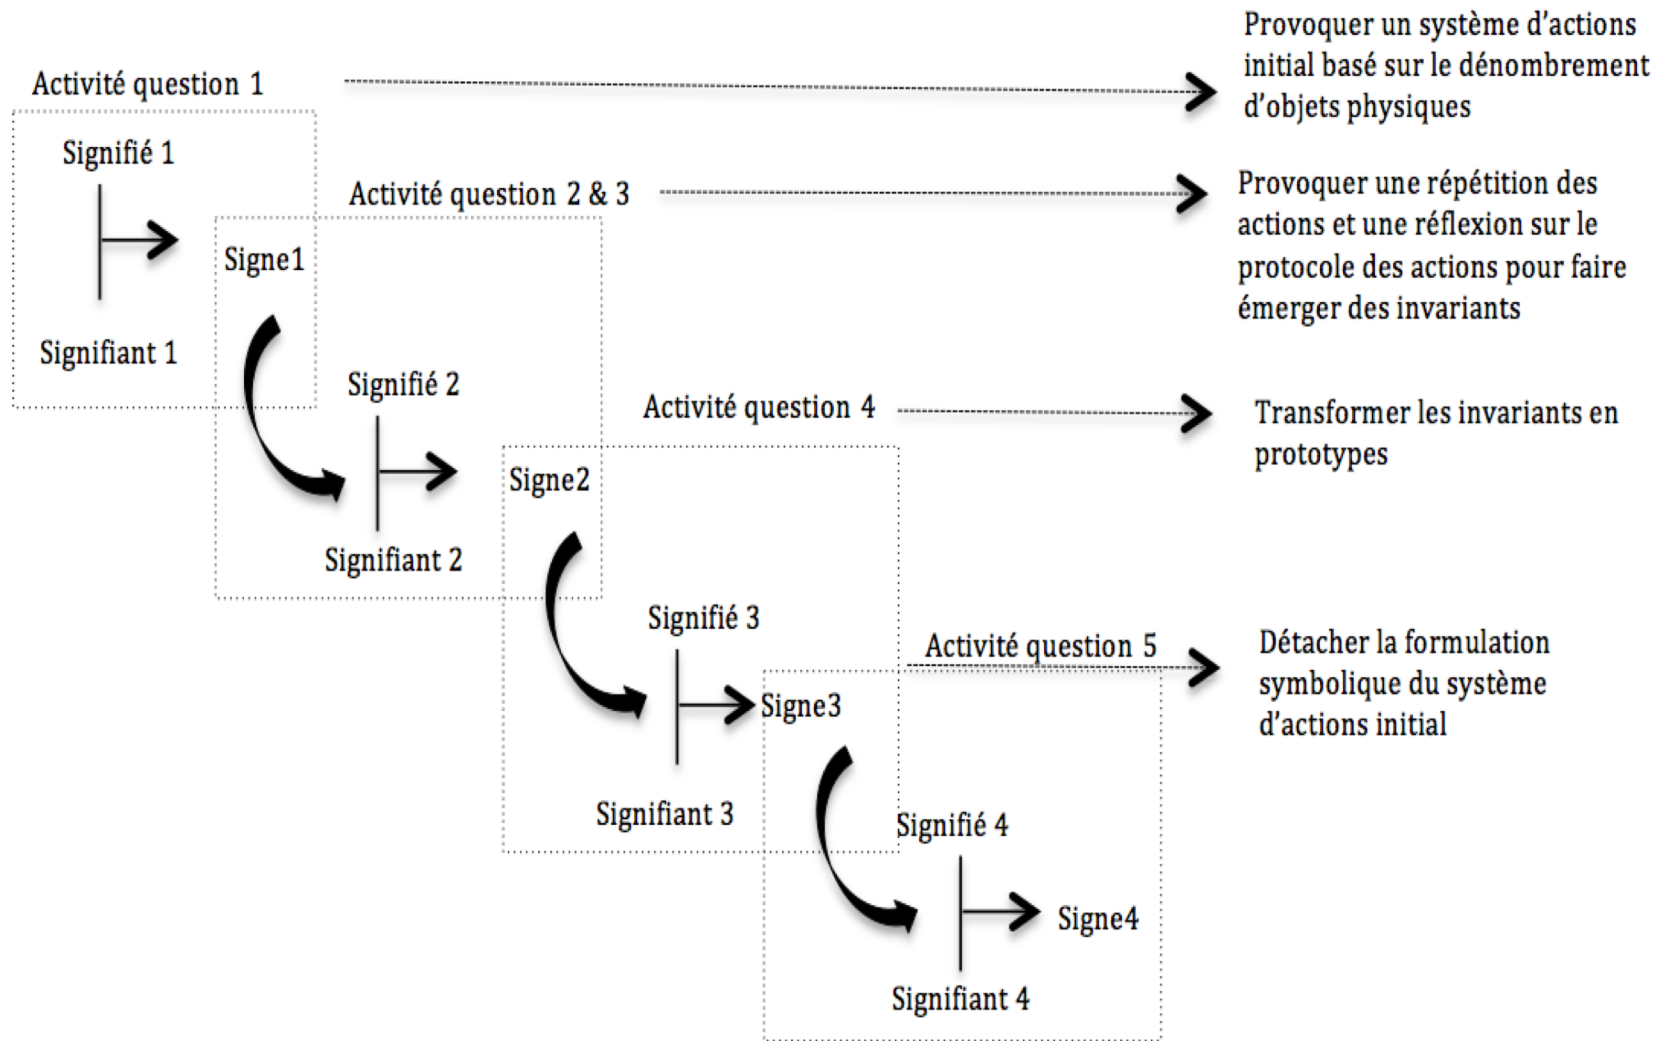 Provoquer un système d'actions
initial basé sur le dénombrement
d'objets physiques
Activité question 1
Signifié 1
Signe1
Signifiant 1
Activité question 2 & 3
Provoquer une répétition des
actions et une réflexion sur le
protocole des actions pour faire
émerger des invariants
Signifié 2
Signe2
Signifiant 2
Activité question 4
Transformer les invariants en
prototypes
Signifié 3
Signe3
Signifiant 3
Activité question 5
Détacher la formulation
symbolique du système
d'actions initial
Signifié 4
Signe4
Signifiant 4